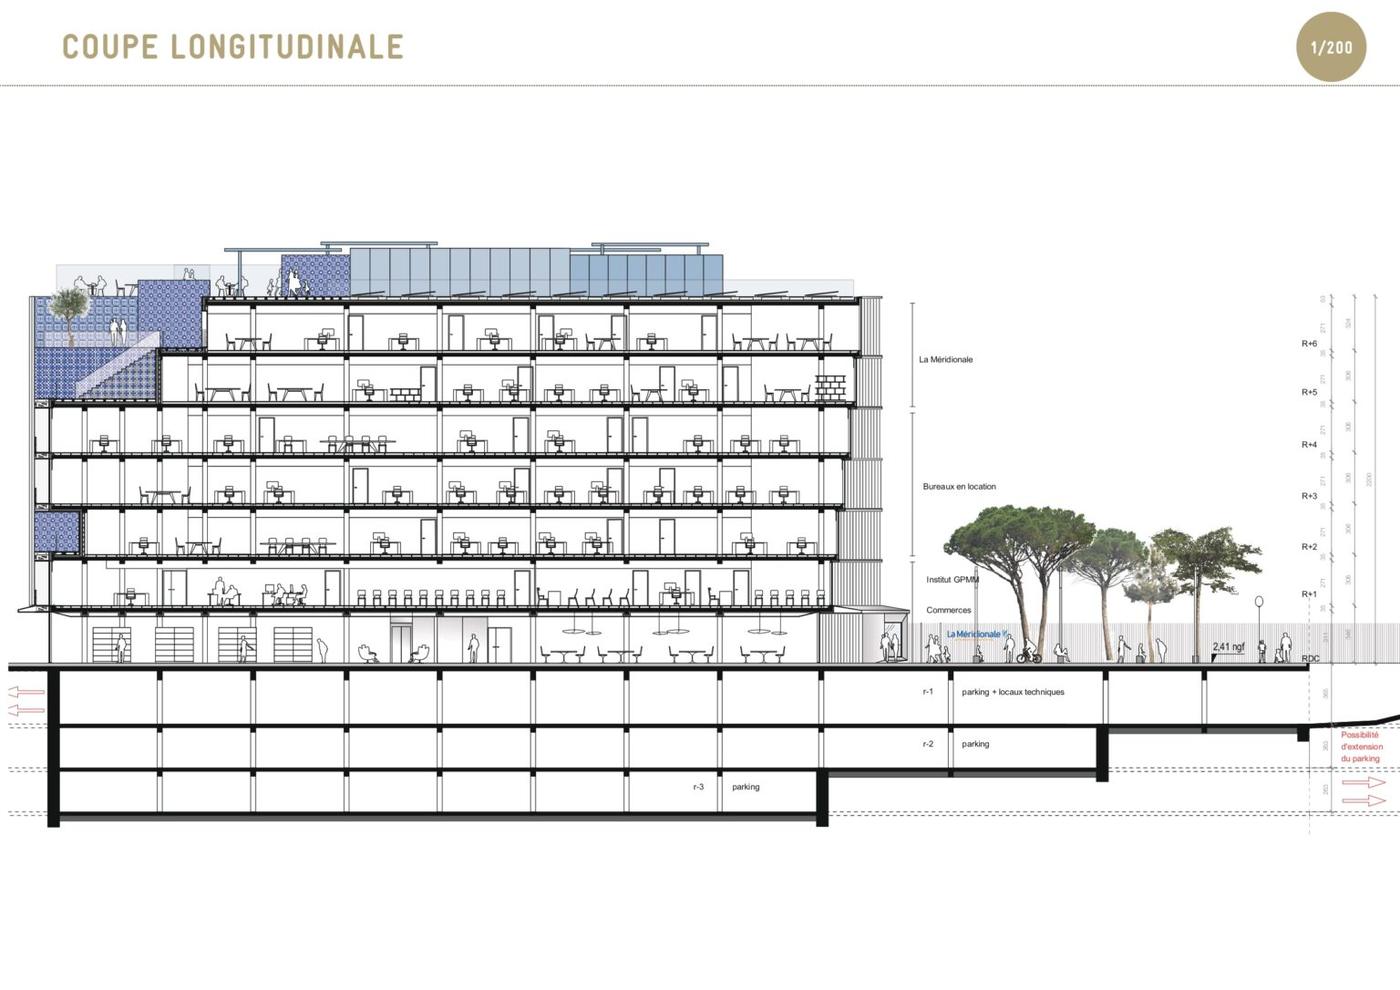 COUPE LONGITUDINALE
1/200
La Méridionale
Bureaux en location
Institut GPMM
Commerces
La Méridionale
2,41 ngf
R+6
R+5
R+4
R+3
R+2
R+1
RDC
r-1 parking + locaux techniques
r-2 parking
r-3 parking
Possibilité
d'extension
du parking